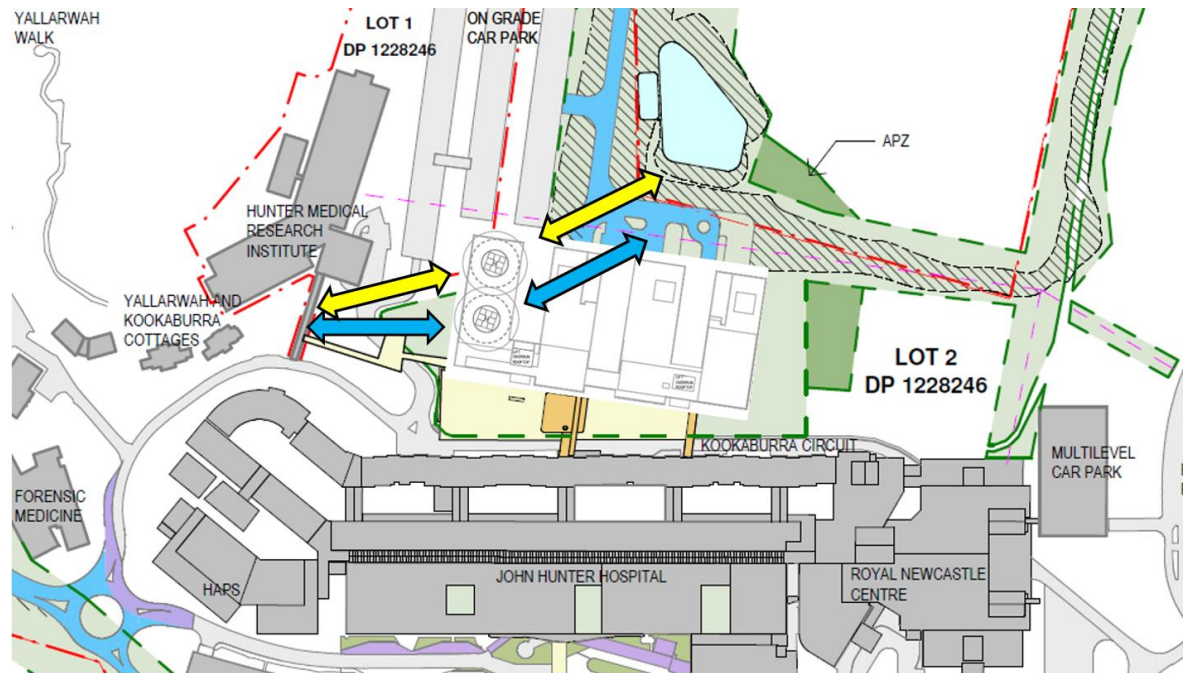 YALLARWAH
WALK
LOT 1
DP 1228246
ON GRADE
CAR PARK
APZ
HUNTER MEDICAL
RESEARCH
INSTITUTE
YALLARWAH AND
KOOKABURRA
COTTAGES
LOT 2
DP 1228246
KOOKABURRA CIRCUIT
MULTILEVEL
CAR PARK
FORENSIC
MEDICINE
HAPS
JOHN HUNTER HOSPITAL
ROYAL NEWCASTLE
CENTRE